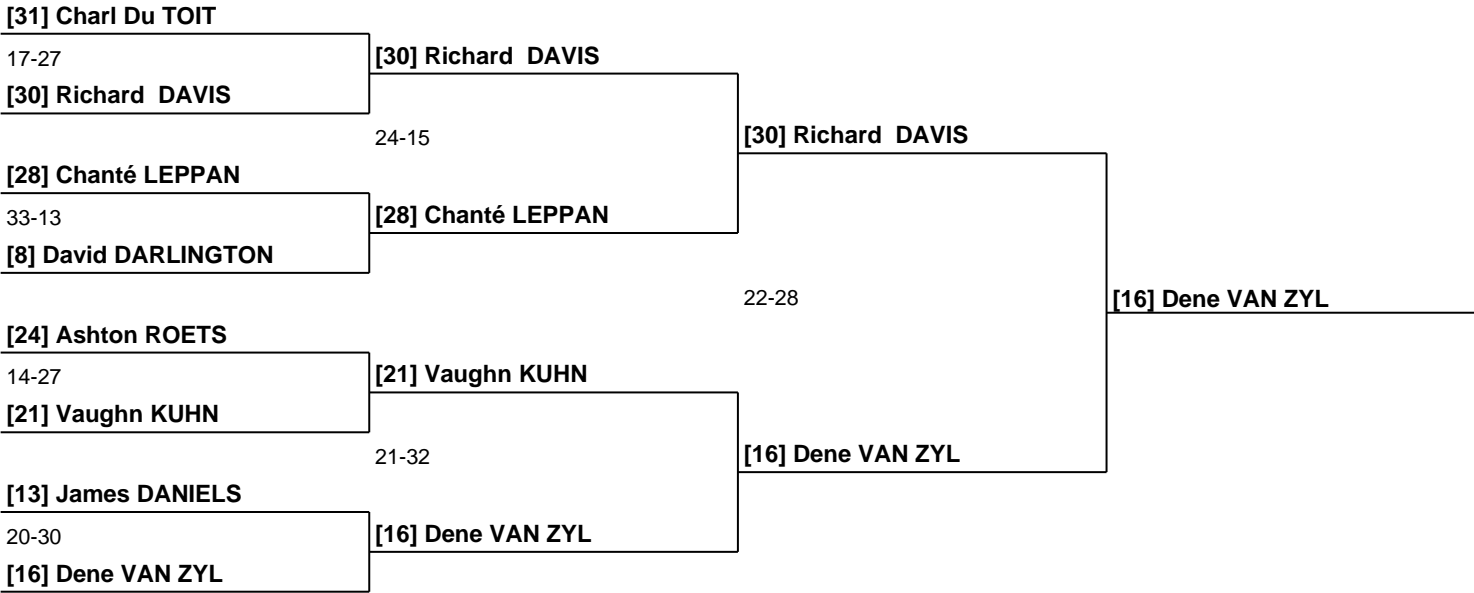 [31] Charl Du TOIT
17-27
[30] Richard  DAVIS
[30] Richard  DAVIS
24-15
[30] Richard  DAVIS
[28] Chanté LEPPAN
33-13
[28] Chanté LEPPAN
[8] David DARLINGTON
22-28
[16] Dene VAN ZYL
[24] Ashton ROETS
14-27
[21] Vaughn KUHN
[21] Vaughn KUHN
21-32
[16] Dene VAN ZYL
[13] James DANIELS
20-30
[16] Dene VAN ZYL
[16] Dene VAN ZYL